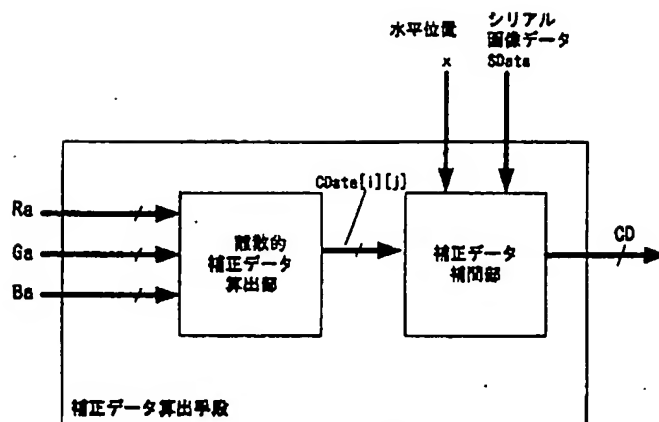 水平位置
x
シリアル
画像データ
SData
CData[i][j]
Ra
Ga
Ba
離散的
補正データ
算出部
補正データ
補間部
CD
補正データ算出手段